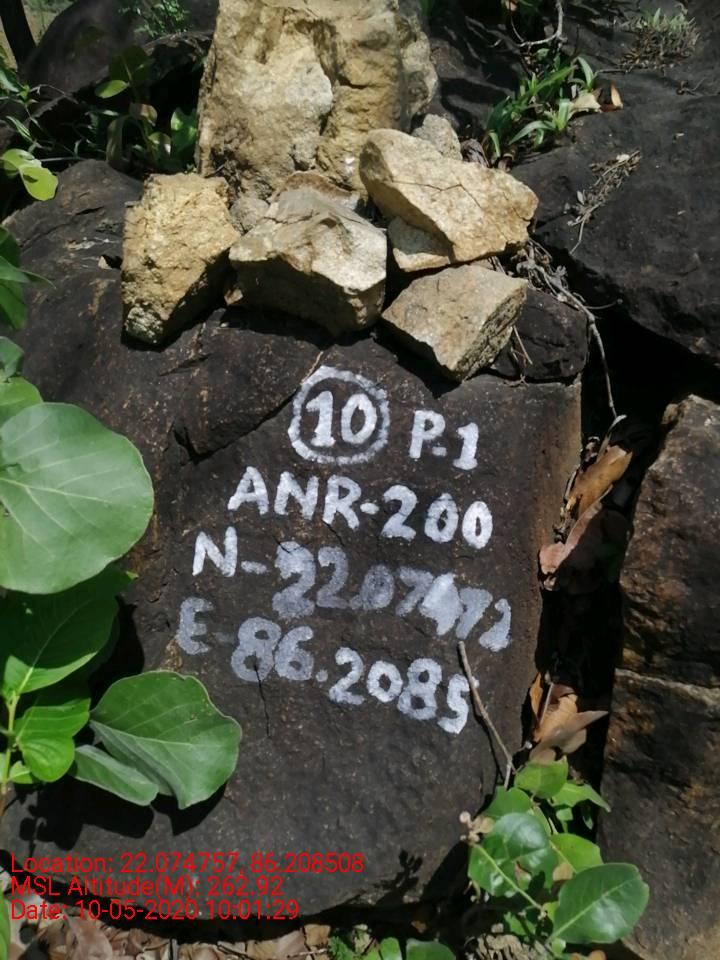 10 P.1
ANR-200
N-22.07472
E-86.2085
Location: 22.074757, 86.208508
MSL Altitude(M): 262.92
Date: 10-05-2020 10:01:29